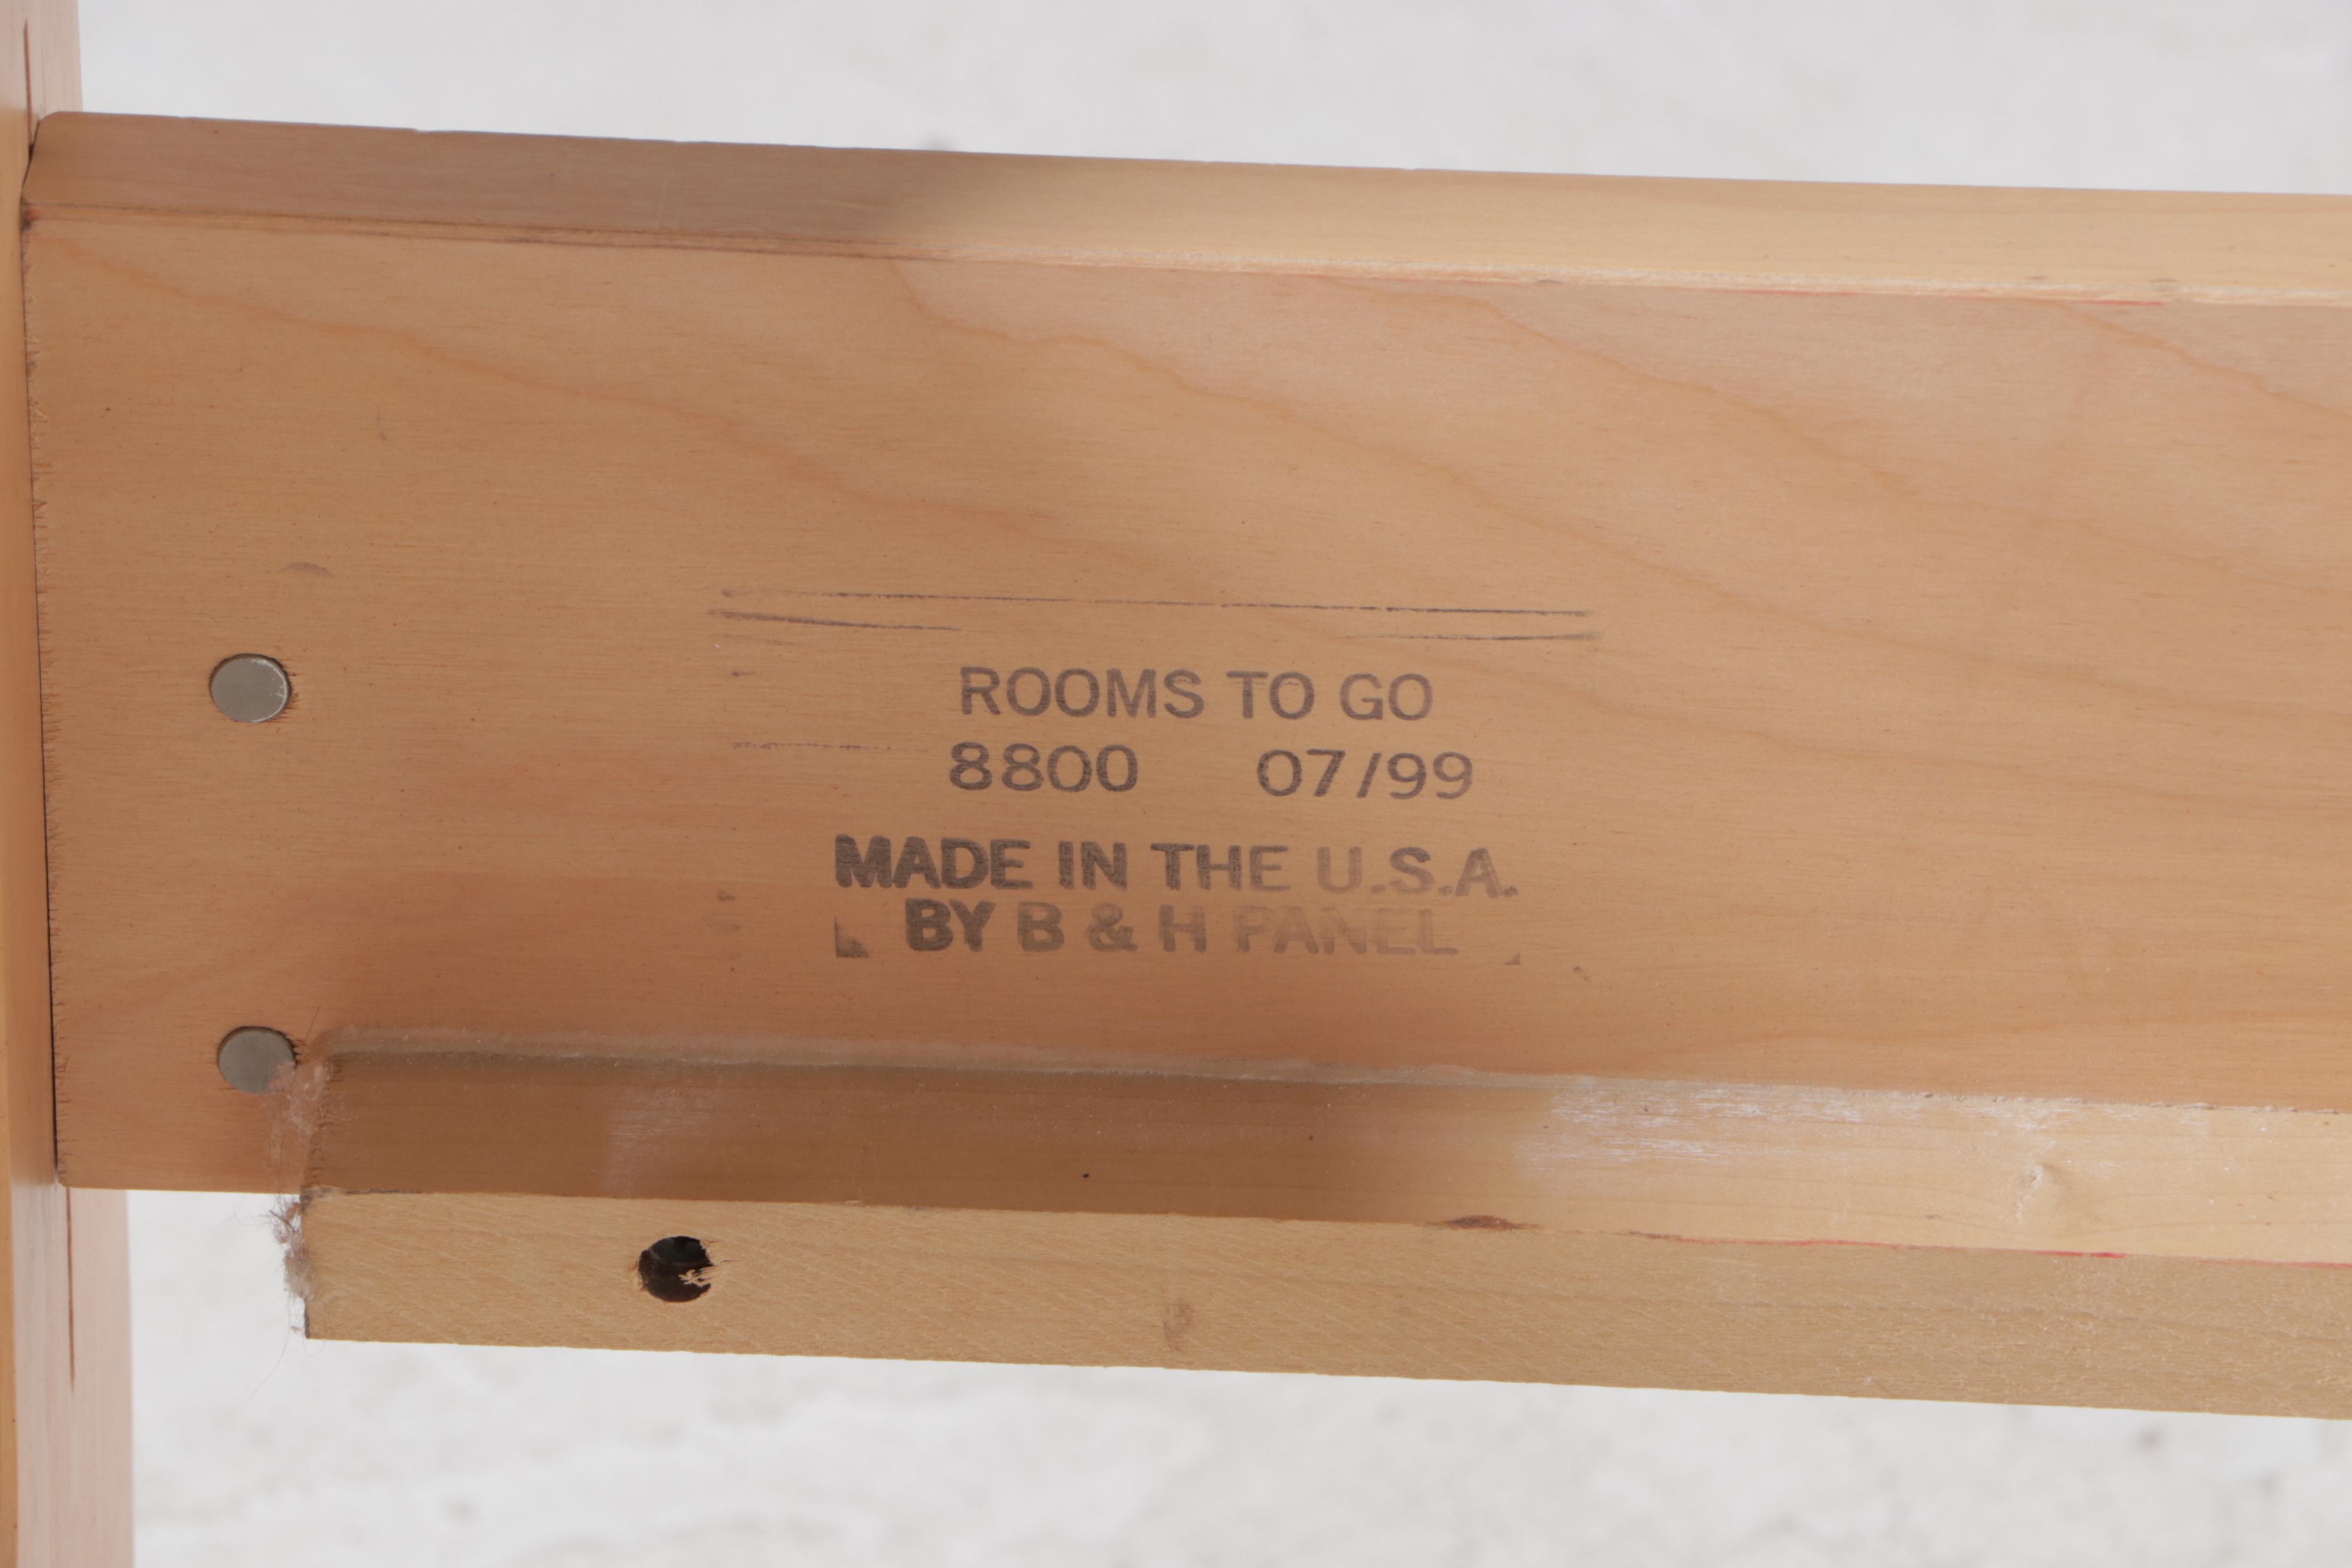 ROOMS TO GO
8800 07/99
MADE IN THE U.S.A.
BY B & H PANEL